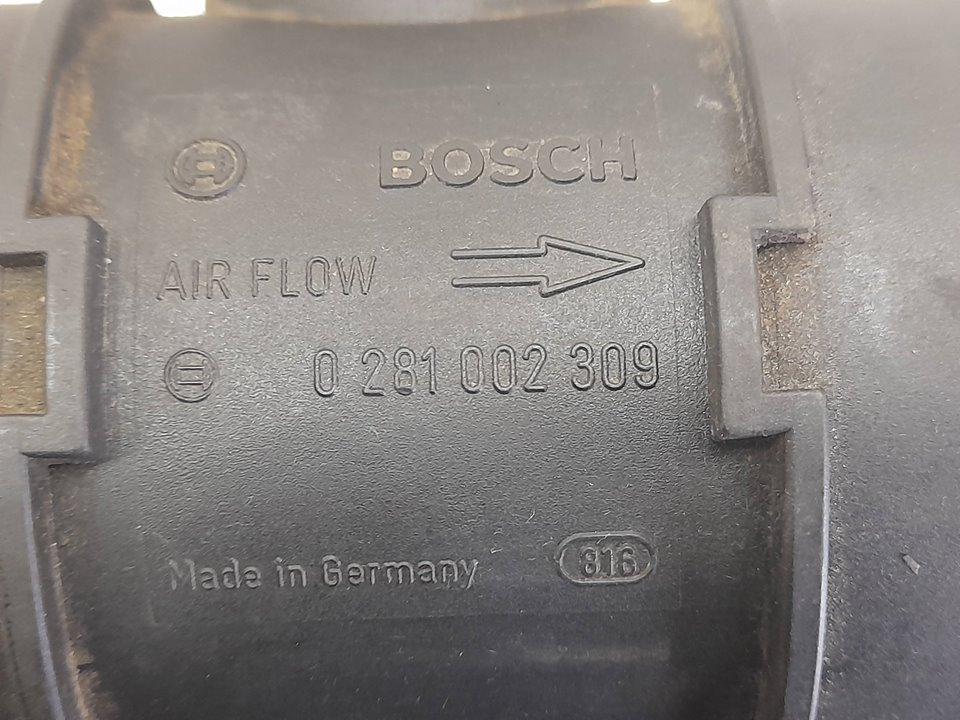 BOSCH
AIR FLOW
0 281 002 309
Made in Germany 816